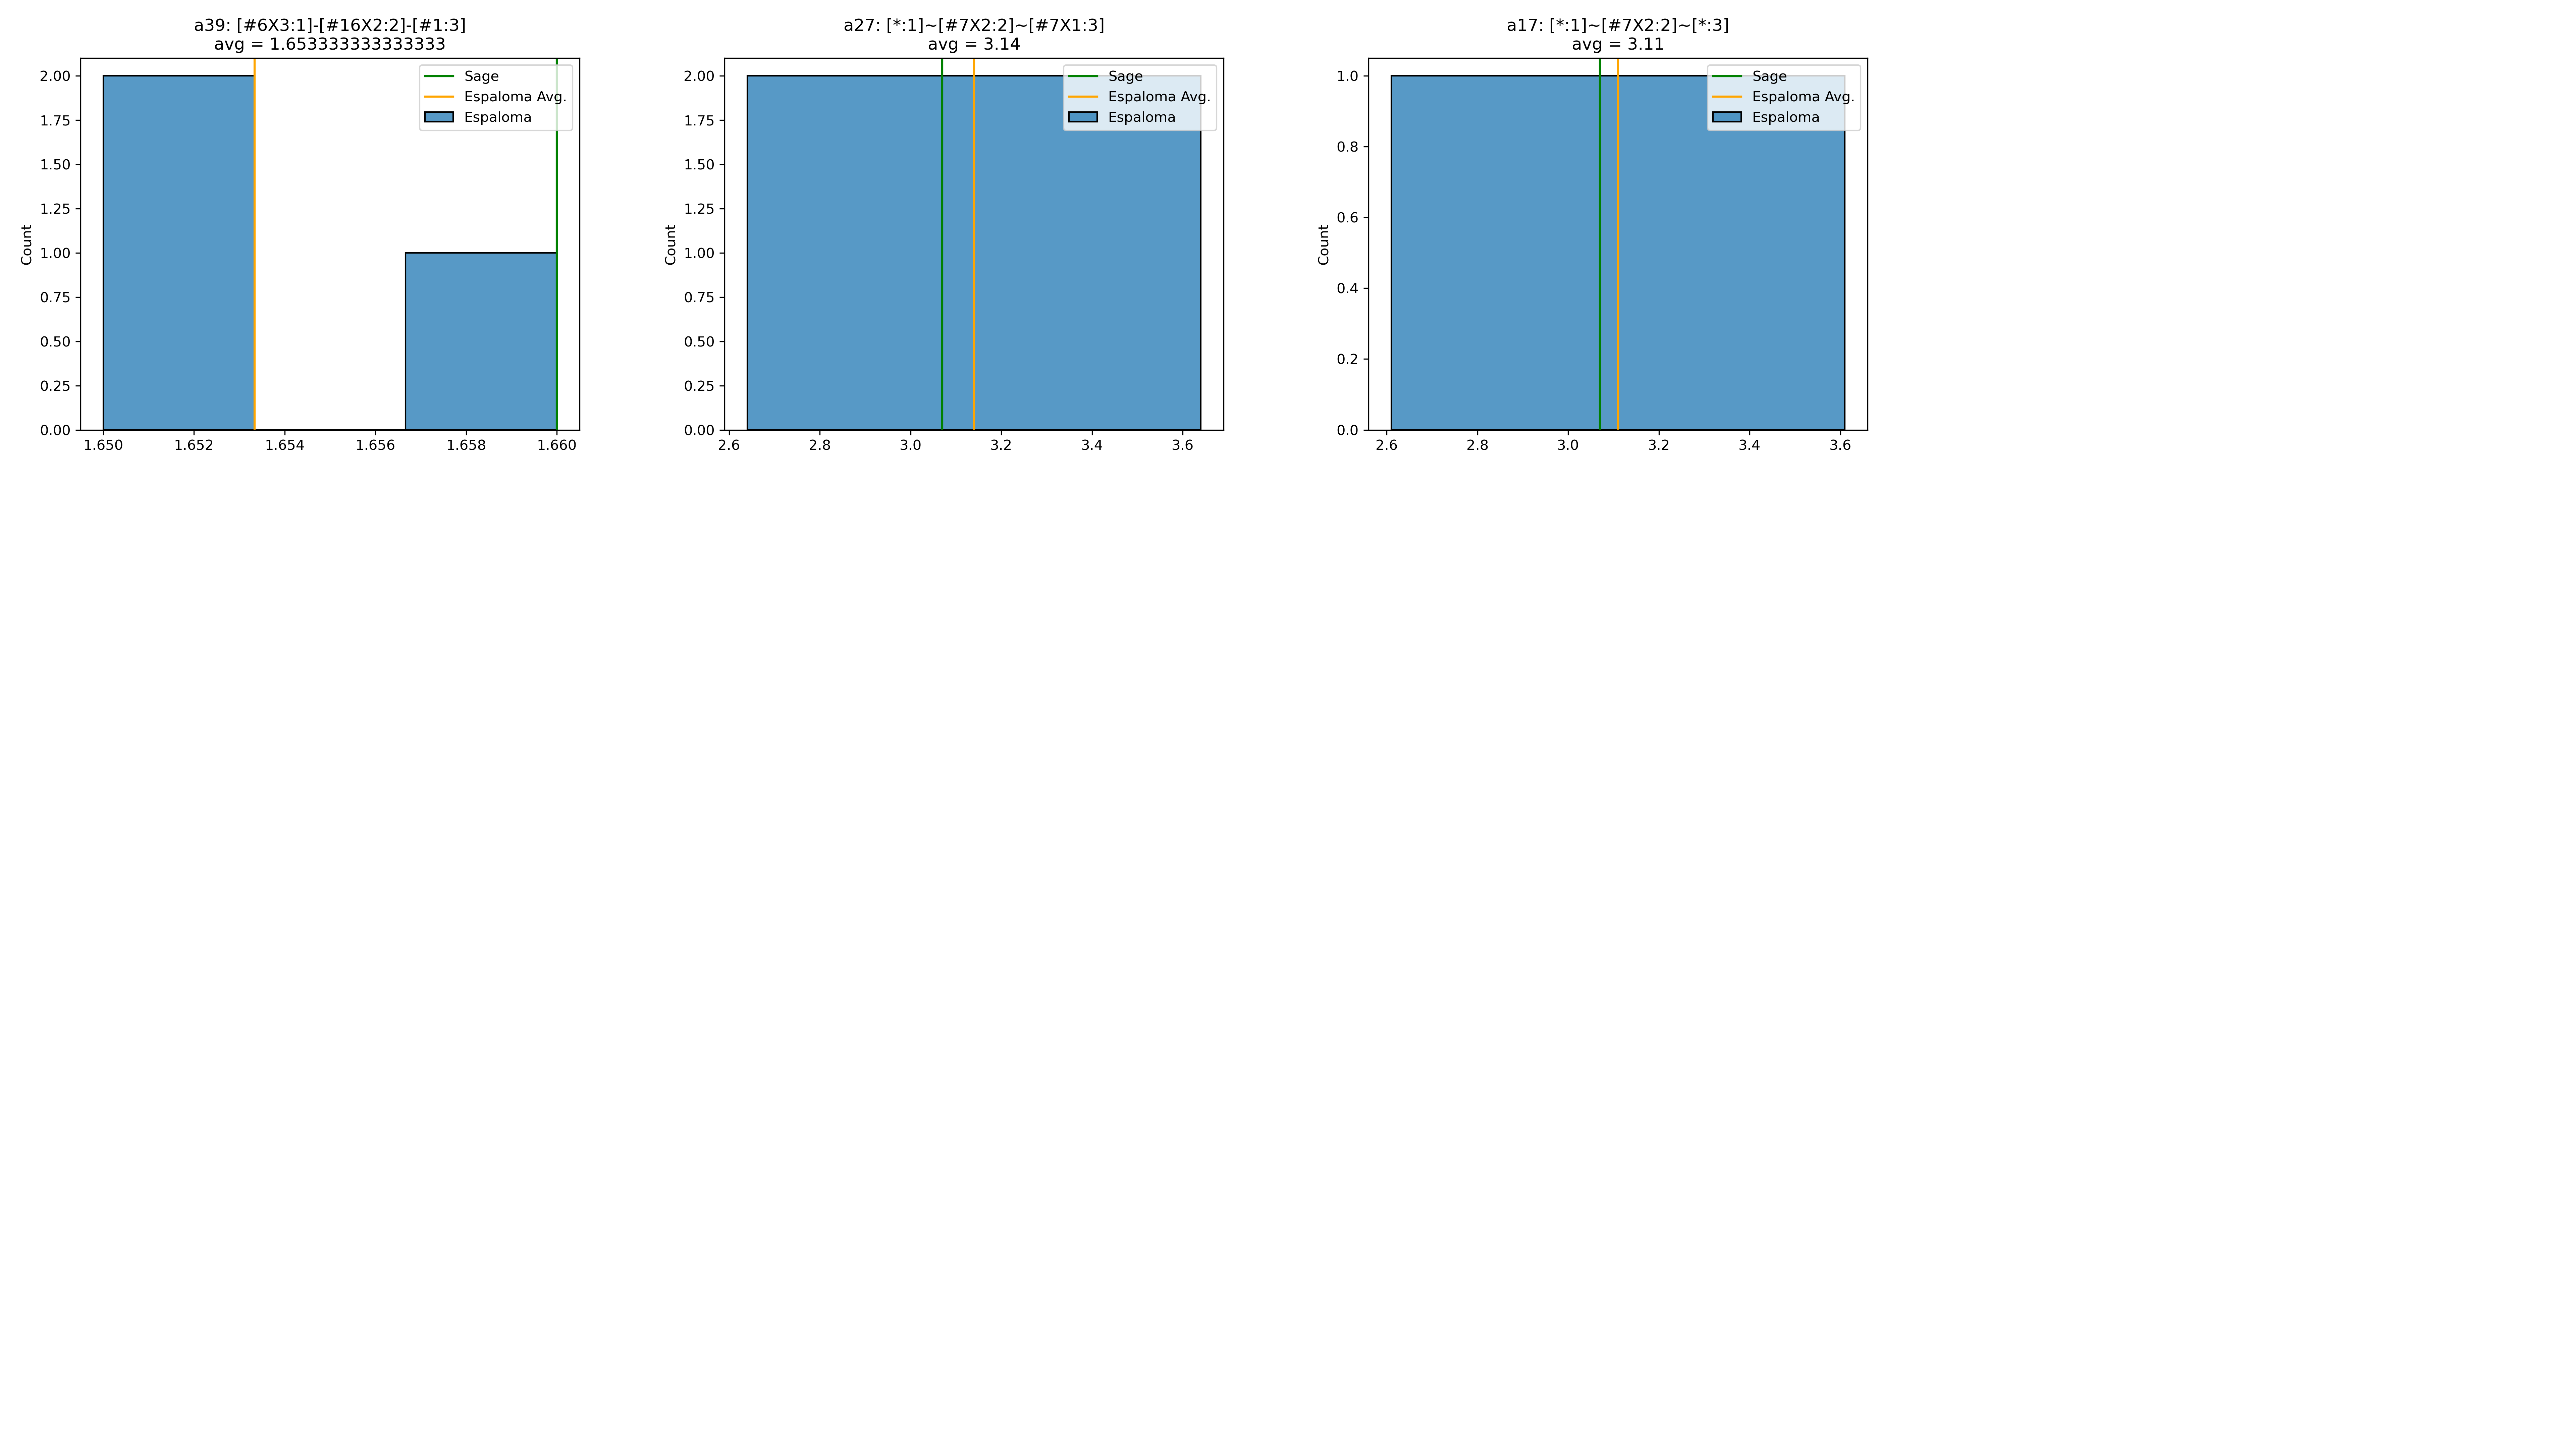 a39: [#6X3:1]-[#16X2:2]-[#1:3]
avg = 1.653333333333333
Count
2.00
1.75
1.50
1.25
1.00
0.75
0.50
0.25
0.00
1.650 1.652 1.654 1.656 1.658 1.660
Sage
Espaloma Avg.
Espaloma
a27: [*:1]~[#7X2:2]~[#7X1:3]
avg = 3.14
Count
2.00
1.75
1.50
1.25
1.00
0.75
0.50
0.25
0.00
2.6 2.8 3.0 3.2 3.4 3.6
Sage
Espaloma Avg.
Espaloma
a17: [*:1]~[#7X2:2]~[*:3]
avg = 3.11
Count
1.0
0.8
0.6
0.4
0.2
0.0
2.6 2.8 3.0 3.2 3.4 3.6
Sage
Espaloma Avg.
Espaloma